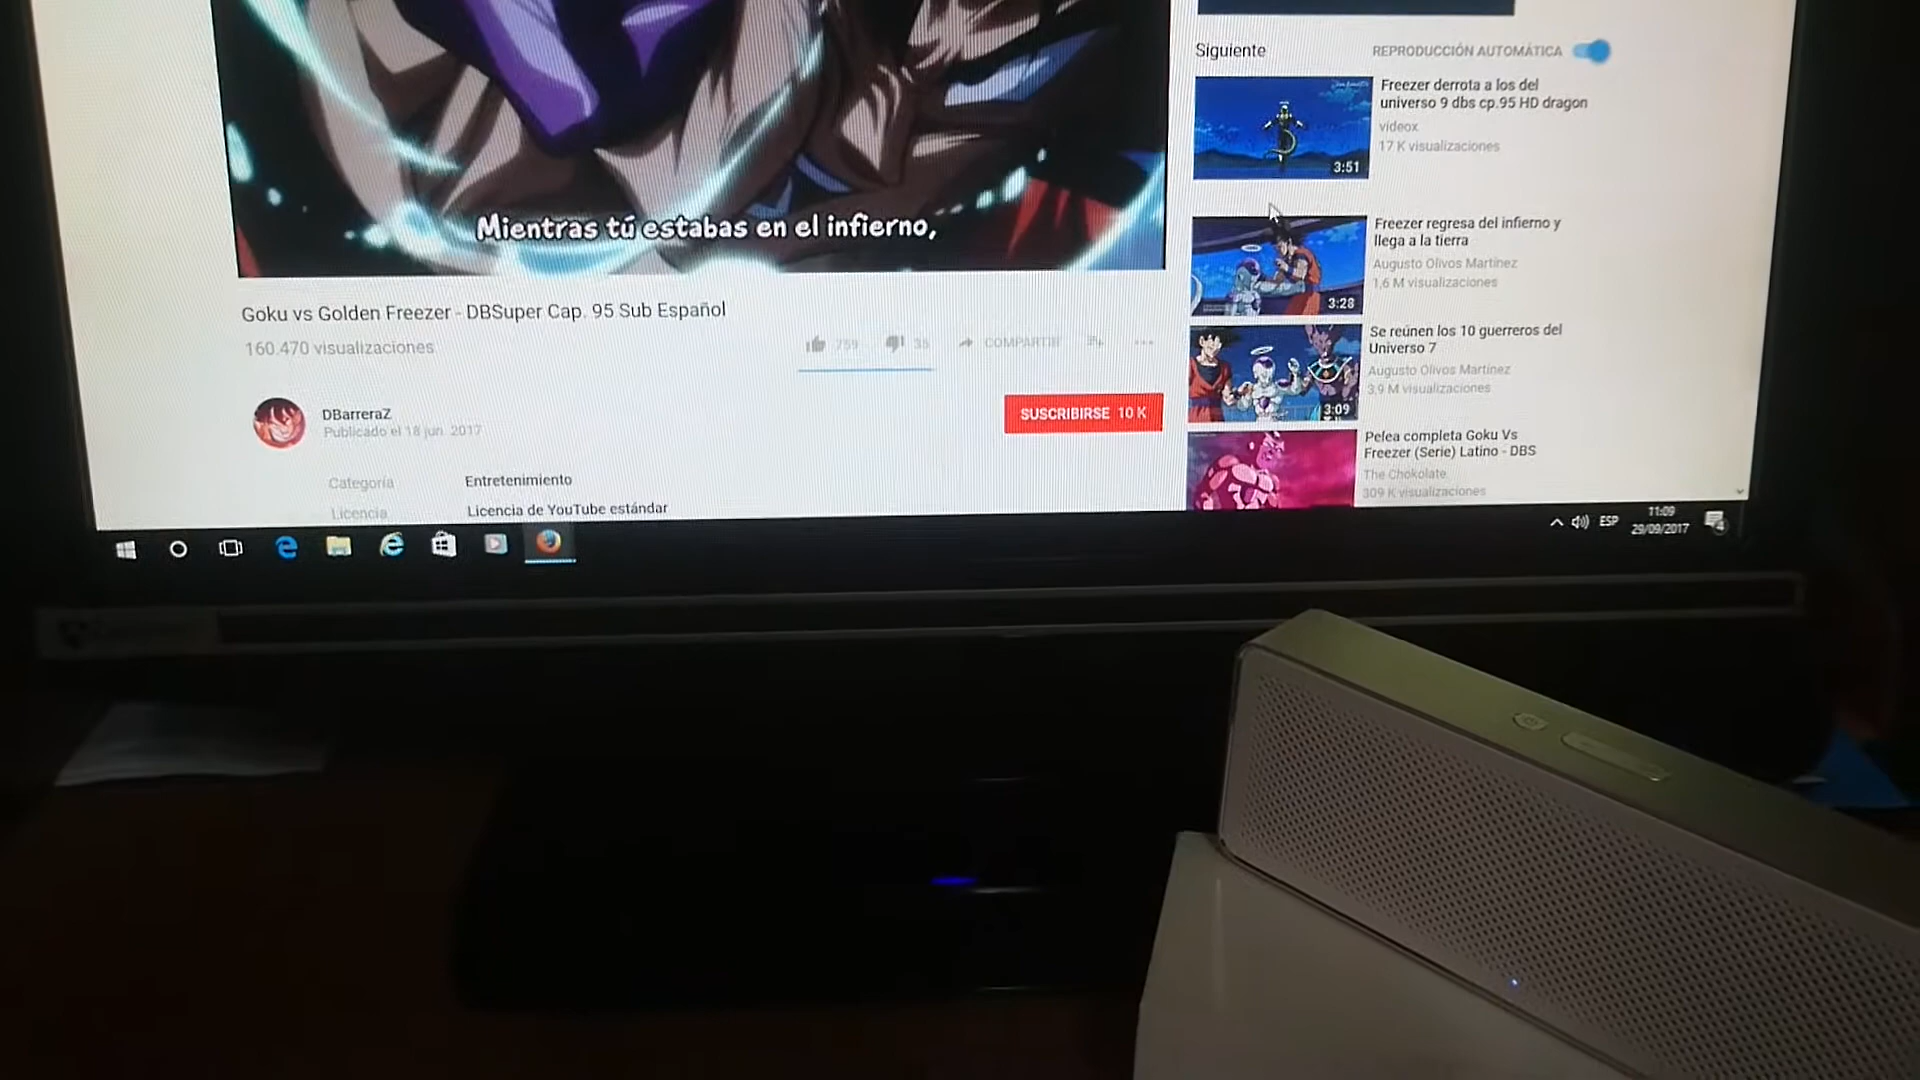 Mientras tú estabas en el infierno,
Goku vs Golden Freezer - DBSuper Cap. 95 Sub Español
160.470 visualizaciones
759 35 COMPARTIR
DBarreraZ
Publicado el 18 jun. 2017
SUSCRIBIRSE 10 K
Categoría Entretenimiento
Licencia Licencia de YouTube estándar
Siguiente REPRODUCCIÓN AUTOMÁTICA
3:51
Freezer derrota a los del
universo 9 dbs cp.95 HD dragon
videox
17 K visualizaciones
3:28
Freezer regresa del infierno y
llega a la tierra
Augusto Olivos Martinez
1,6 M visualizaciones
3:09
Se reúnen los 10 guerreros del
Universo 7
Augusto Olivos Martinez
3,9 M visualizaciones
Pelea completa Goku Vs
Freezer (Serie) Latino - DBS
The Chokolate.
309 K visualizaciones
ESP
11:09
29/09/2017
4